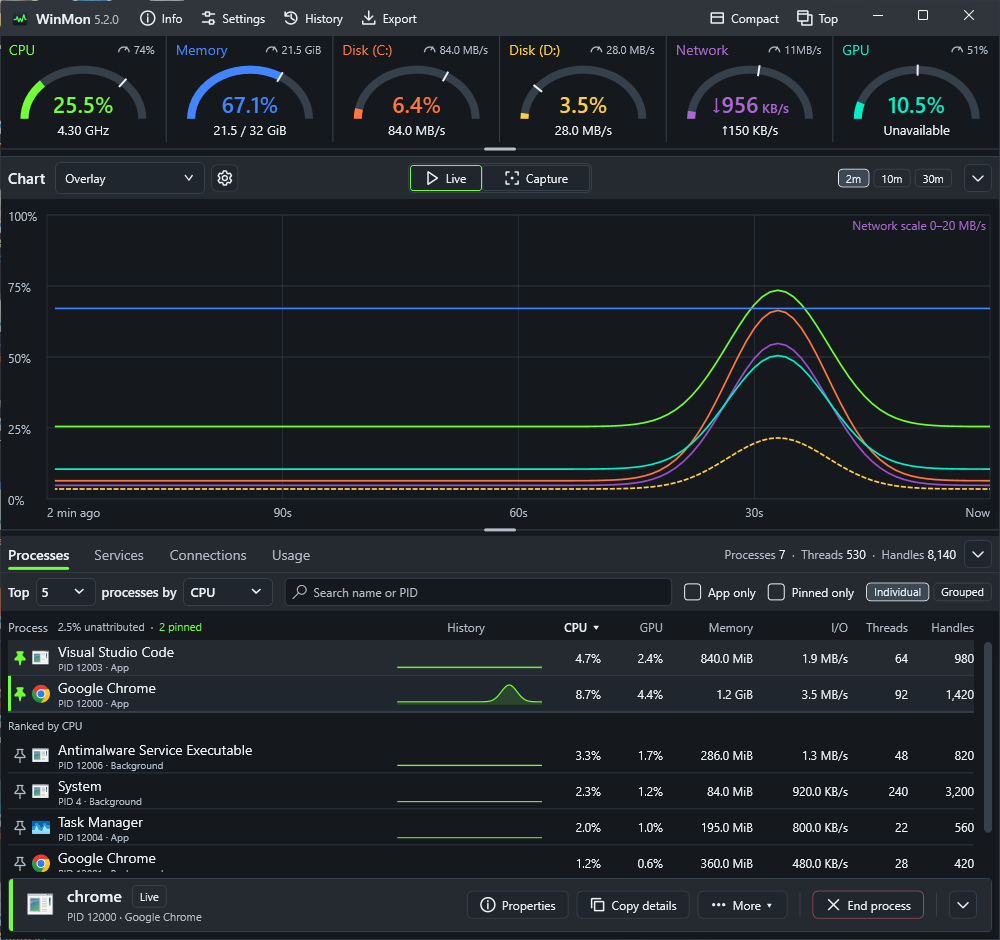 WinMon 5.2.0 Info Settings History Export Compact Top
CPU 74% Memory 21.5 GiB Disk (C:) 84.0 MB/s Disk (D:) 28.0 MB/s Network 11MB/s GPU 51%
25.5% 67.1% 6.4% 3.5% ↓956 KB/s 10.5%
4.30 GHz 21.5 / 32 GiB 84.0 MB/s 28.0 MB/s ↑150 KB/s Unavailable
Chart Overlay Live Capture 2m 10m 30m
100%
Network scale 0–20 MB/s
75%
50%
25%
0%
2 min ago 90s 60s 30s Now
Processes Services Connections Usage Processes 7 · Threads 530 · Handles 8,140
Top 5 processes by CPU Search name or PID App only Pinned only Individual Grouped
Process 2.5% unattributed · 2 pinned History CPU ▼ GPU Memory I/O Threads Handles
Visual Studio Code
PID 12003 · App
4.7% 2.4% 840.0 MiB 1.9 MB/s 64 980
Google Chrome
PID 12000 · App
8.7% 4.4% 1.2 GiB 3.5 MB/s 92 1,420
Ranked by CPU
Antimalware Service Executable
PID 12006 · Background
3.3% 1.7% 286.0 MiB 1.3 MB/s 48 820
System
PID 4 · Background
2.3% 1.2% 84.0 MiB 920.0 KB/s 240 3,200
Task Manager
PID 12004 · App
2.0% 1.0% 195.0 MiB 800.0 KB/s 22 560
Google Chrome
1.2% 0.6% 360.0 MiB 480.0 KB/s 28 420
chrome Live
PID 12000 · Google Chrome
Properties Copy details More End process